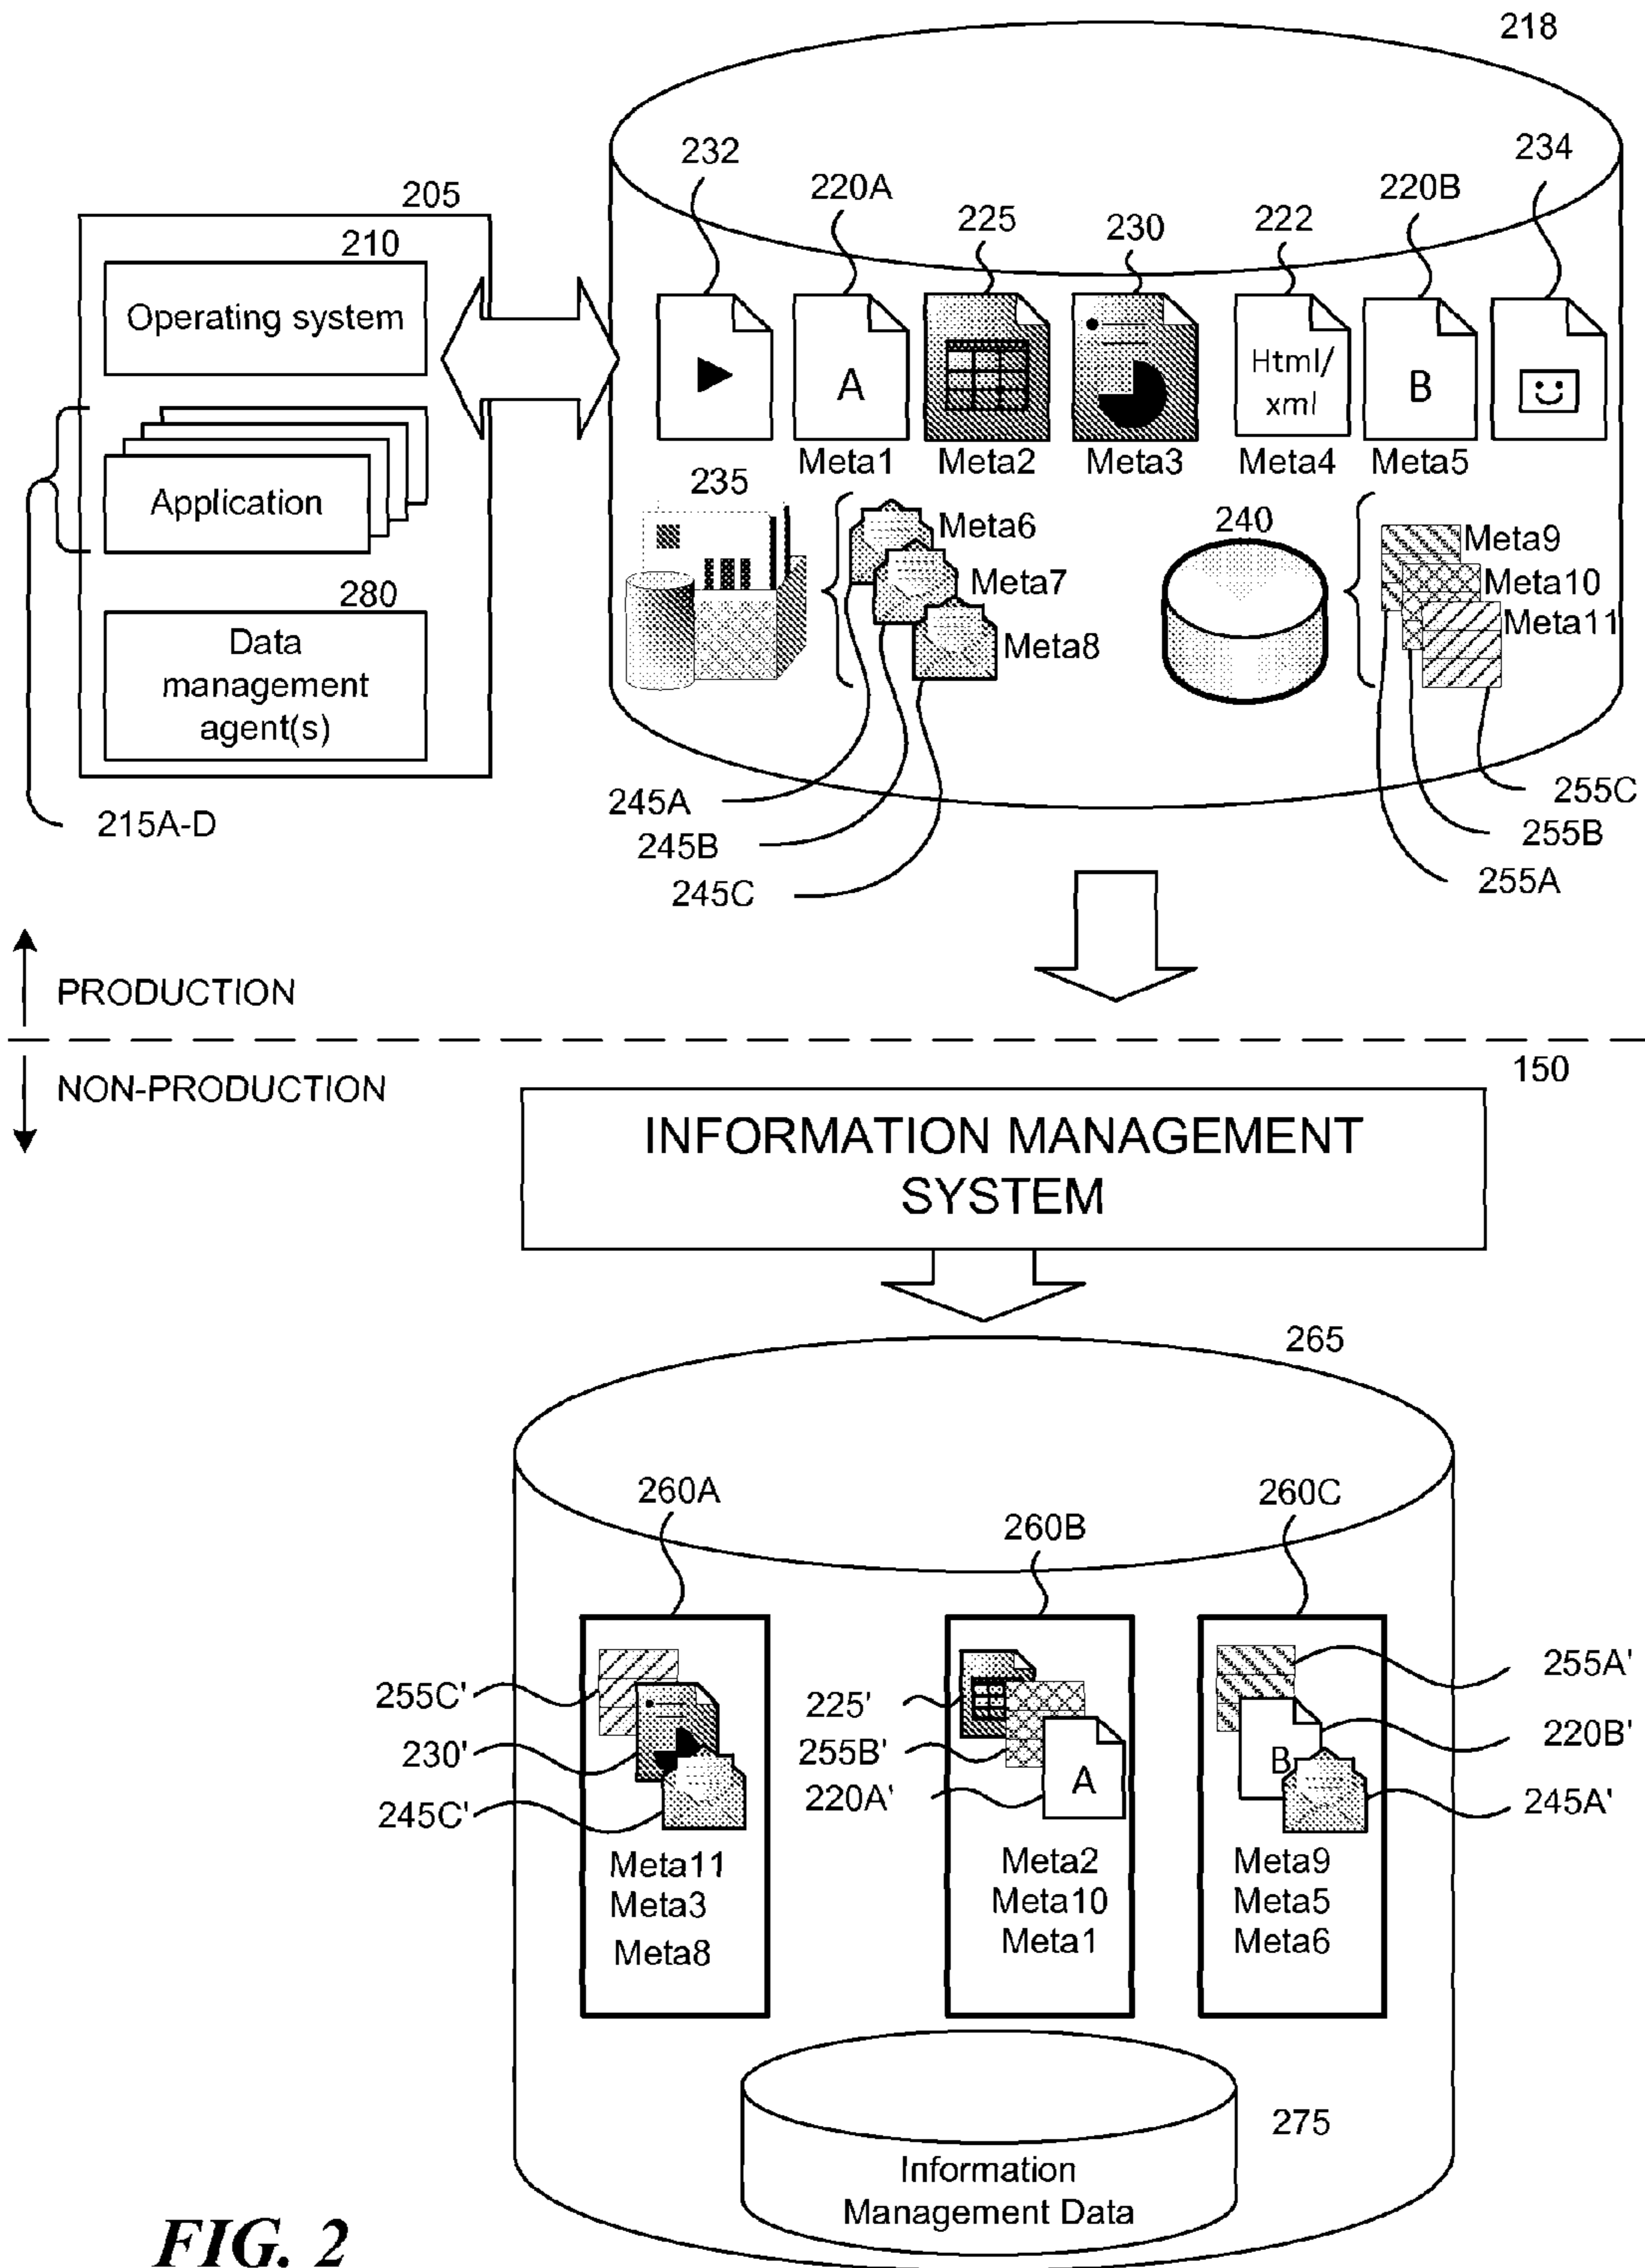 218
232
234
220A
220B
205
225
230
222
210
Operating system
A
Html/
xml
B
Meta1
Meta2
Meta3
Meta4
Meta5
235
Application
240
Meta6
Meta9
Meta7
Meta10
Meta11
280
Data
management
agent(s)
Meta8
245A
255C
215A-D
245B
255B
245C
255A
PRODUCTION
NON-PRODUCTION
150
INFORMATION MANAGEMENT
SYSTEM
265
260A
260B
260C
255C'
225'
255A'
230'
255B'
220B'
B
245C'
220A'
A
245A'
Meta11
Meta3
Meta8
Meta2
Meta10
Meta1
Meta9
Meta5
Meta6
275
Information
Management Data
FIG. 2